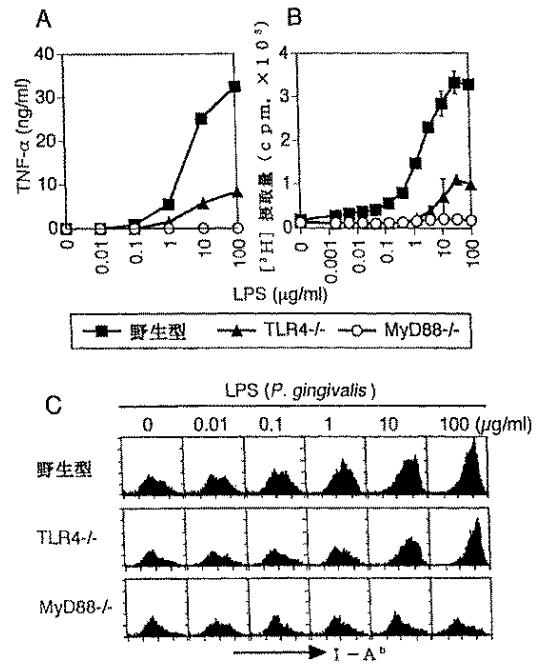 A
B
TNF-α (ng/ml)
40
30
20
10
0
0
0.01
0.1
1
10
100
[³H] 摂取量 (cpm, ×10³)
4
3
2
1
0
0
0.001
0.01
0.1
1
10
100
LPS (μg/ml)
野生型 TLR4-/- MyD88-/-
C
LPS (P. gingivalis)
0 0.01 0.1 1 10 100 (μg/ml)
野生型
TLR4-/-
MyD88-/-
I-Aᵇ